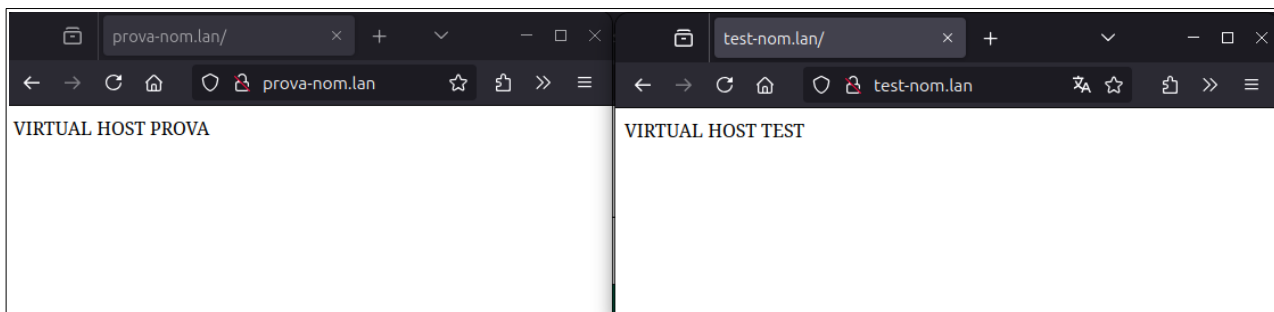 prova-nom.lan/
prova-nom.lan
VIRTUAL HOST PROVA
test-nom.lan/
test-nom.lan
VIRTUAL HOST TEST